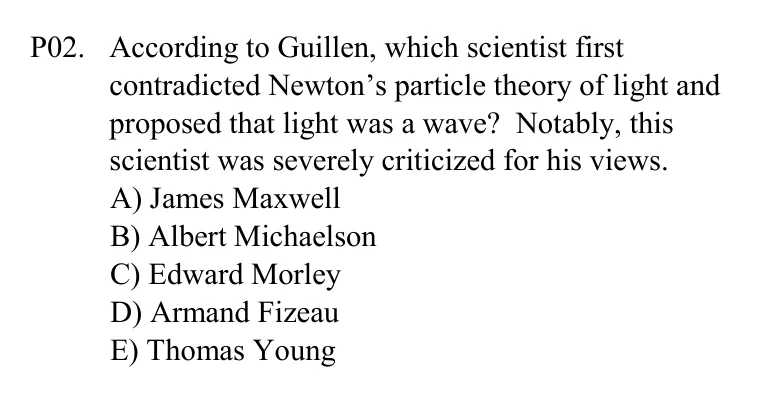 P02. According to Guillen, which scientist first
contradicted Newton’s particle theory of light and
proposed that light was a wave? Notably, this
scientist was severely criticized for his views.
A) James Maxwell
B) Albert Michaelson
C) Edward Morley
D) Armand Fizeau
E) Thomas Young